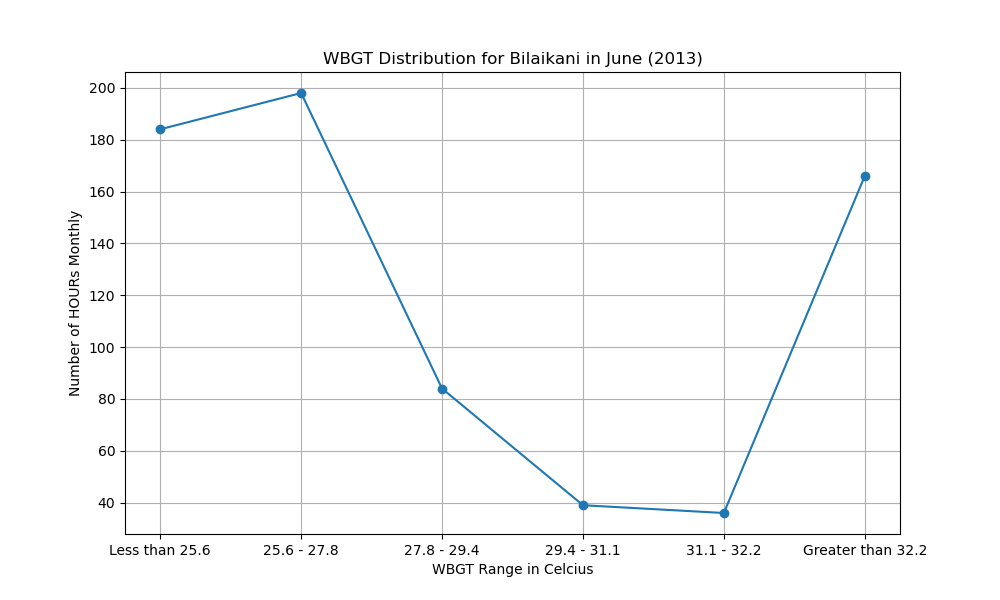 WBGT Distribution for Bilaikani in June (2013)
Number of HOURs Monthly
200
180
160
140
120
100
80
60
40
Less than 25.6
25.6 - 27.8
27.8 - 29.4
29.4 - 31.1
31.1 - 32.2
Greater than 32.2
WBGT Range in Celcius